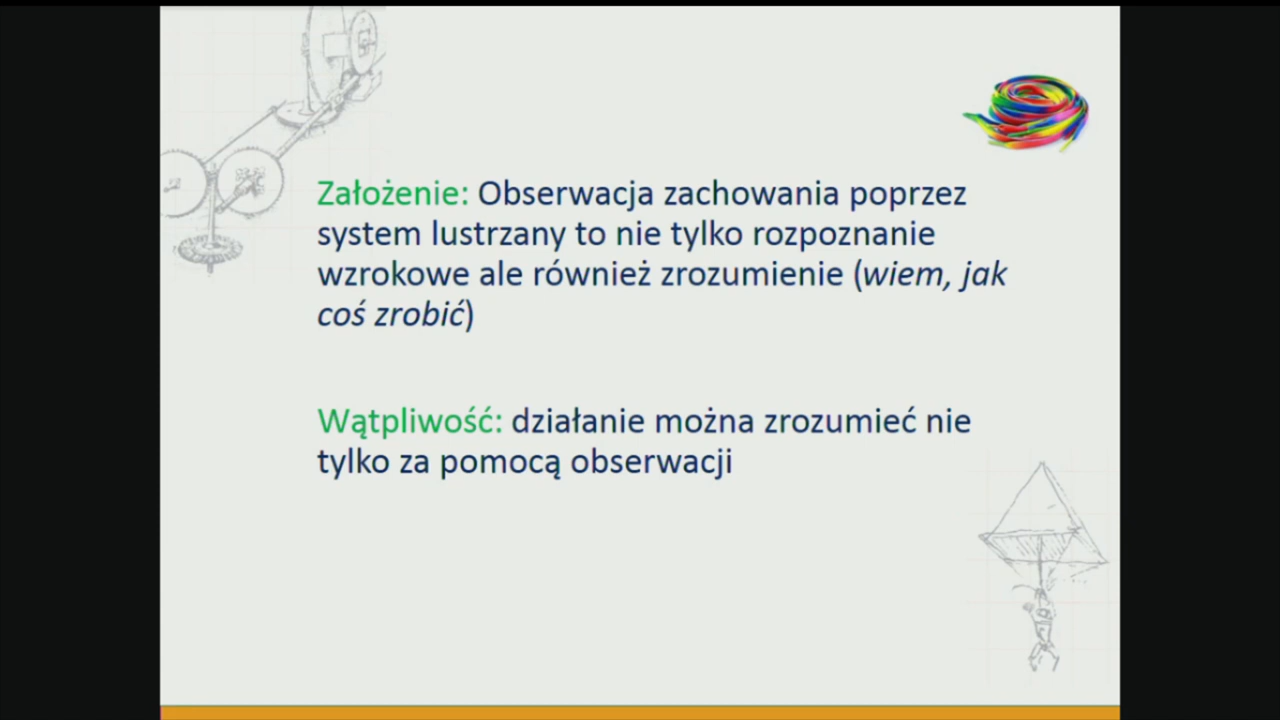 Założenie: Obserwacja zachowania poprzez
system lustrzany to nie tylko rozpoznanie
wzrokowe ale również zrozumienie (wiem, jak
coś zrobić)
Wątpliwość: działanie można zrozumieć nie
tylko za pomocą obserwacji